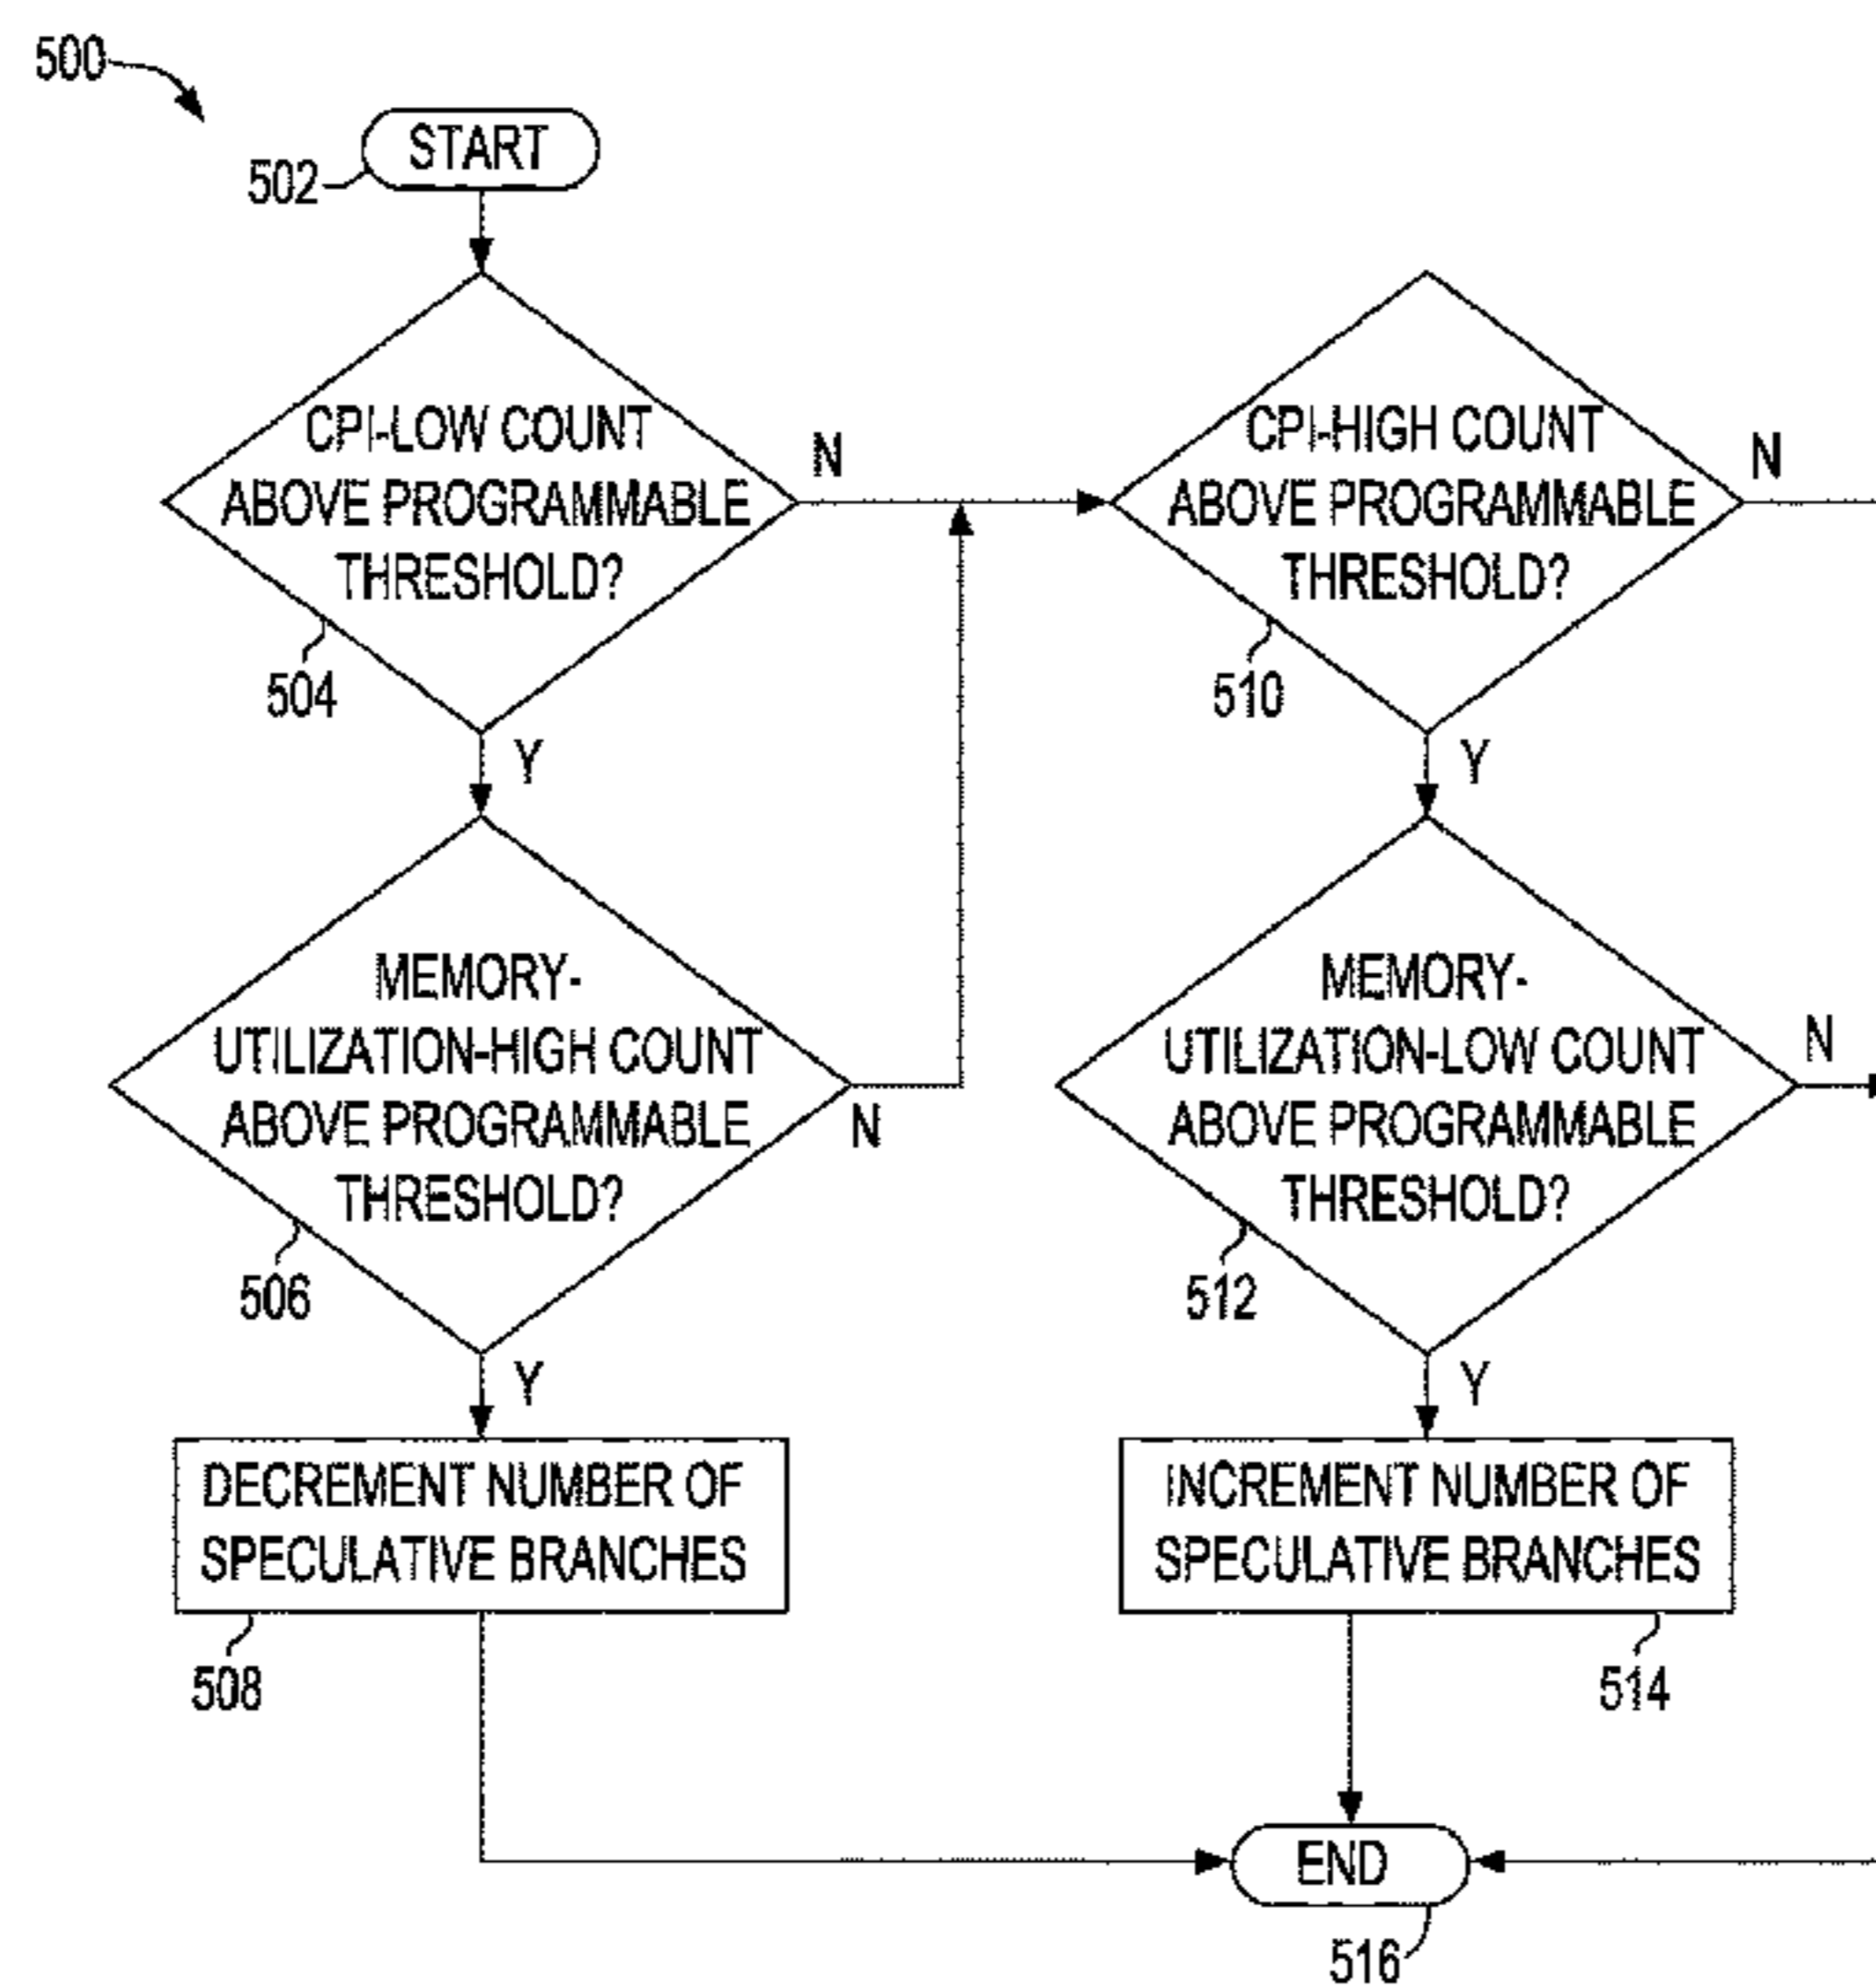 500
START
502
CPI-LOW COUNT
ABOVE PROGRAMMABLE
THRESHOLD?
N
504
Y
MEMORY-
UTILIZATION-HIGH COUNT
ABOVE PROGRAMMABLE
THRESHOLD?
N
506
Y
DECREMENT NUMBER OF
SPECULATIVE BRANCHES
508
CPI-HIGH COUNT
ABOVE PROGRAMMABLE
THRESHOLD?
N
510
Y
MEMORY-
UTILIZATION-LOW COUNT
ABOVE PROGRAMMABLE
THRESHOLD?
N
512
Y
INCREMENT NUMBER OF
SPECULATIVE BRANCHES
514
END
516